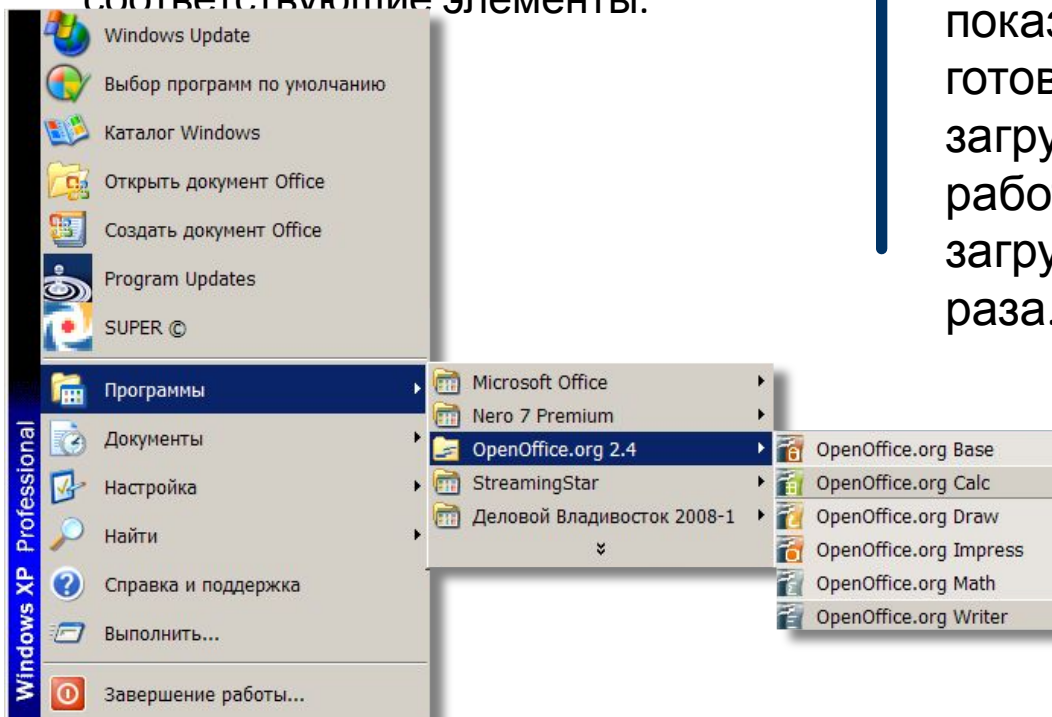 соответствующие элементы.
Windows Update
Выбор программ по умолчанию
Каталог Windows
Открыть документ Office
Создать документ Office
Program Updates
SUPER ©
Программы
Документы
Настройка
Найти
Справка и поддержка
Выполнить...
Завершение работы...
Windows XP Professional
Microsoft Office
Nero 7 Premium
OpenOffice.org 2.4
StreamingStar
Деловой Владивосток 2008-1
OpenOffice.org Base
OpenOffice.org Calc
OpenOffice.org Draw
OpenOffice.org Impress
OpenOffice.org Math
OpenOffice.org Writer
раза.